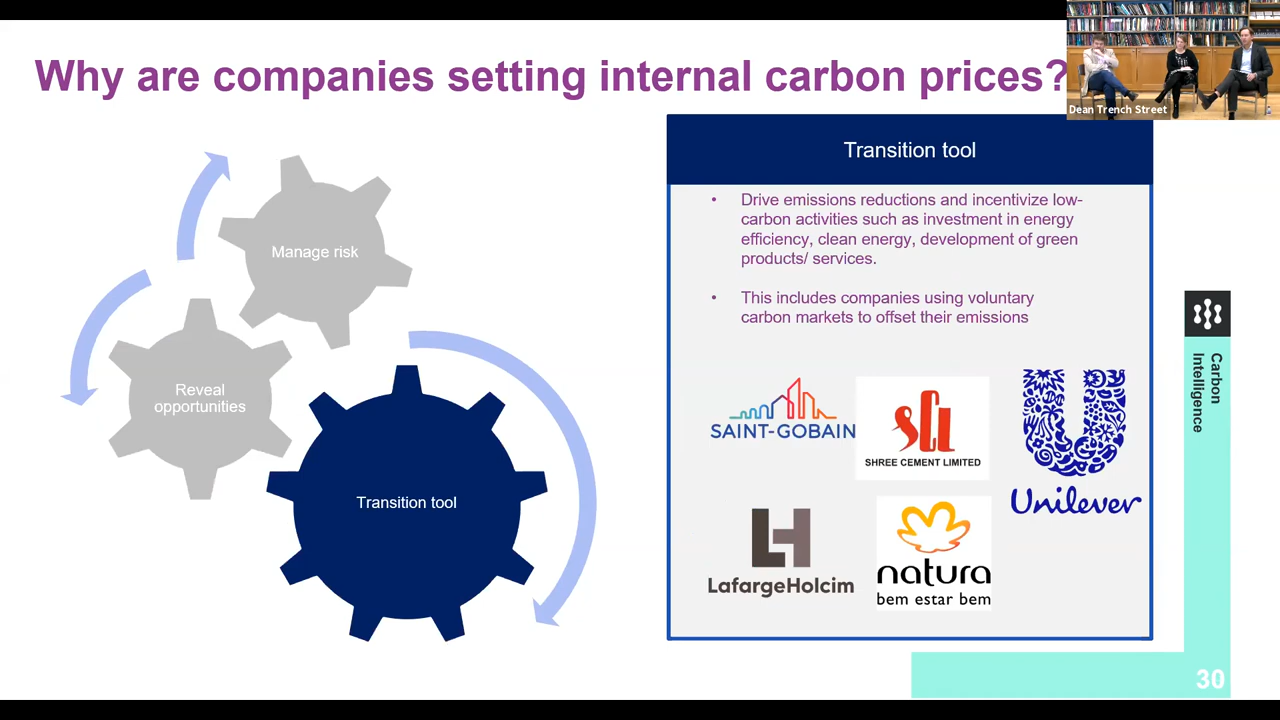 Why are companies setting internal carbon prices?
Dean Trench Street
Manage risk
Reveal
opportunities
Transition tool
Transition tool
• Drive emissions reductions and incentivize low-
carbon activities such as investment in energy
efficiency, clean energy, development of green
products/ services.
• This includes companies using voluntary
carbon markets to offset their emissions
SAINT-GOBAIN
SCL
SHREE CEMENT LIMITED
Unilever
LafargeHolcim
natura
bem estar bem
Carbon
Intelligence
30